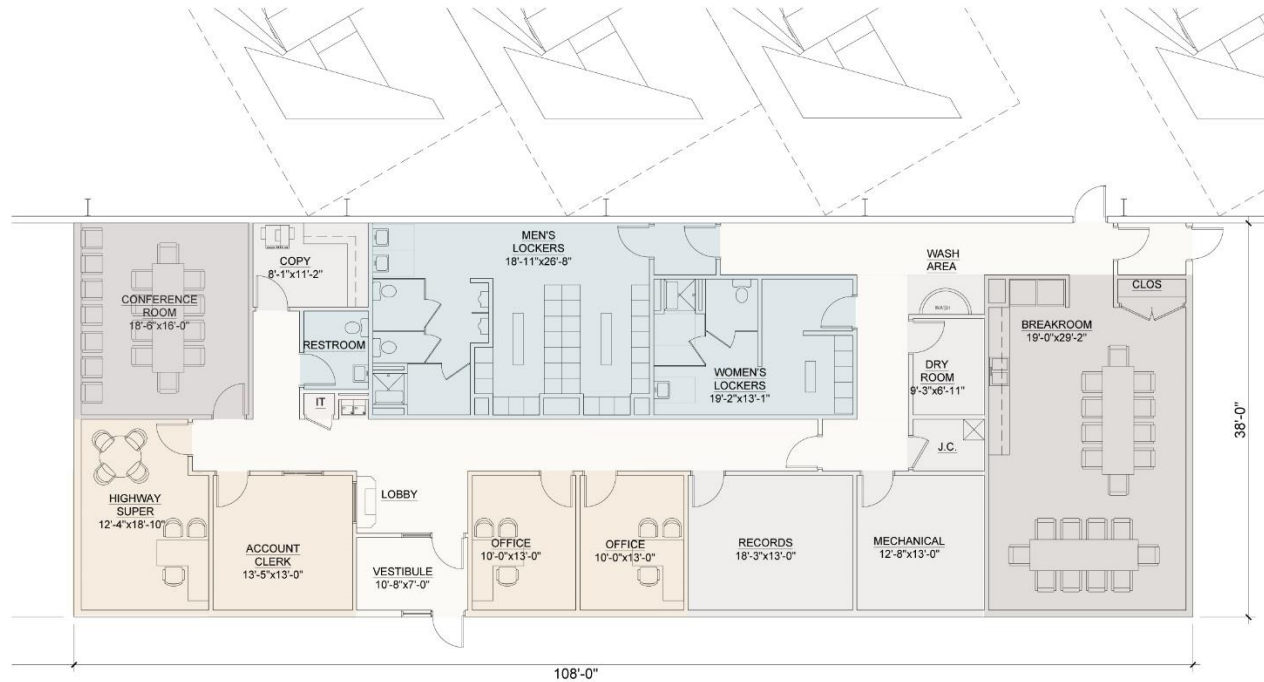 MEN'S
LOCKERS
18'-11"x26'-8"
COPY
8'-1"x11'-2"
WASH
AREA
CONFERENCE
ROOM
18'-6"x16'-0"
CLOS
WASH
BREAKROOM
19'-0"x29'-2"
RESTROOM
WOMEN'S
LOCKERS
19'-2"x13'-1"
DRY
ROOM
9'-3"x6'-11"
IT
J.C.
38'-0"
HIGHWAY
SUPER
12'-4"x18'-10"
LOBBY
ACCOUNT
CLERK
13'-5"x13'-0"
VESTIBULE
10'-8"x7'-0"
OFFICE
10'-0"x13'-0"
OFFICE
10'-0"x13'-0"
RECORDS
18'-3"x13'-0"
MECHANICAL
12'-8"x13'-0"
108'-0"